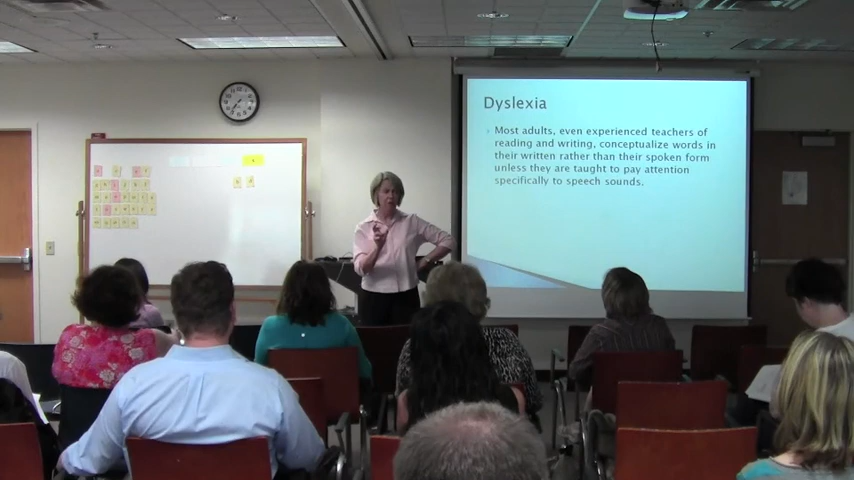 Dyslexia
Most adults, even experienced teachers of
reading and writing, conceptualize words in
their written rather than their spoken form
unless they are taught to pay attention
specifically to speech sounds.